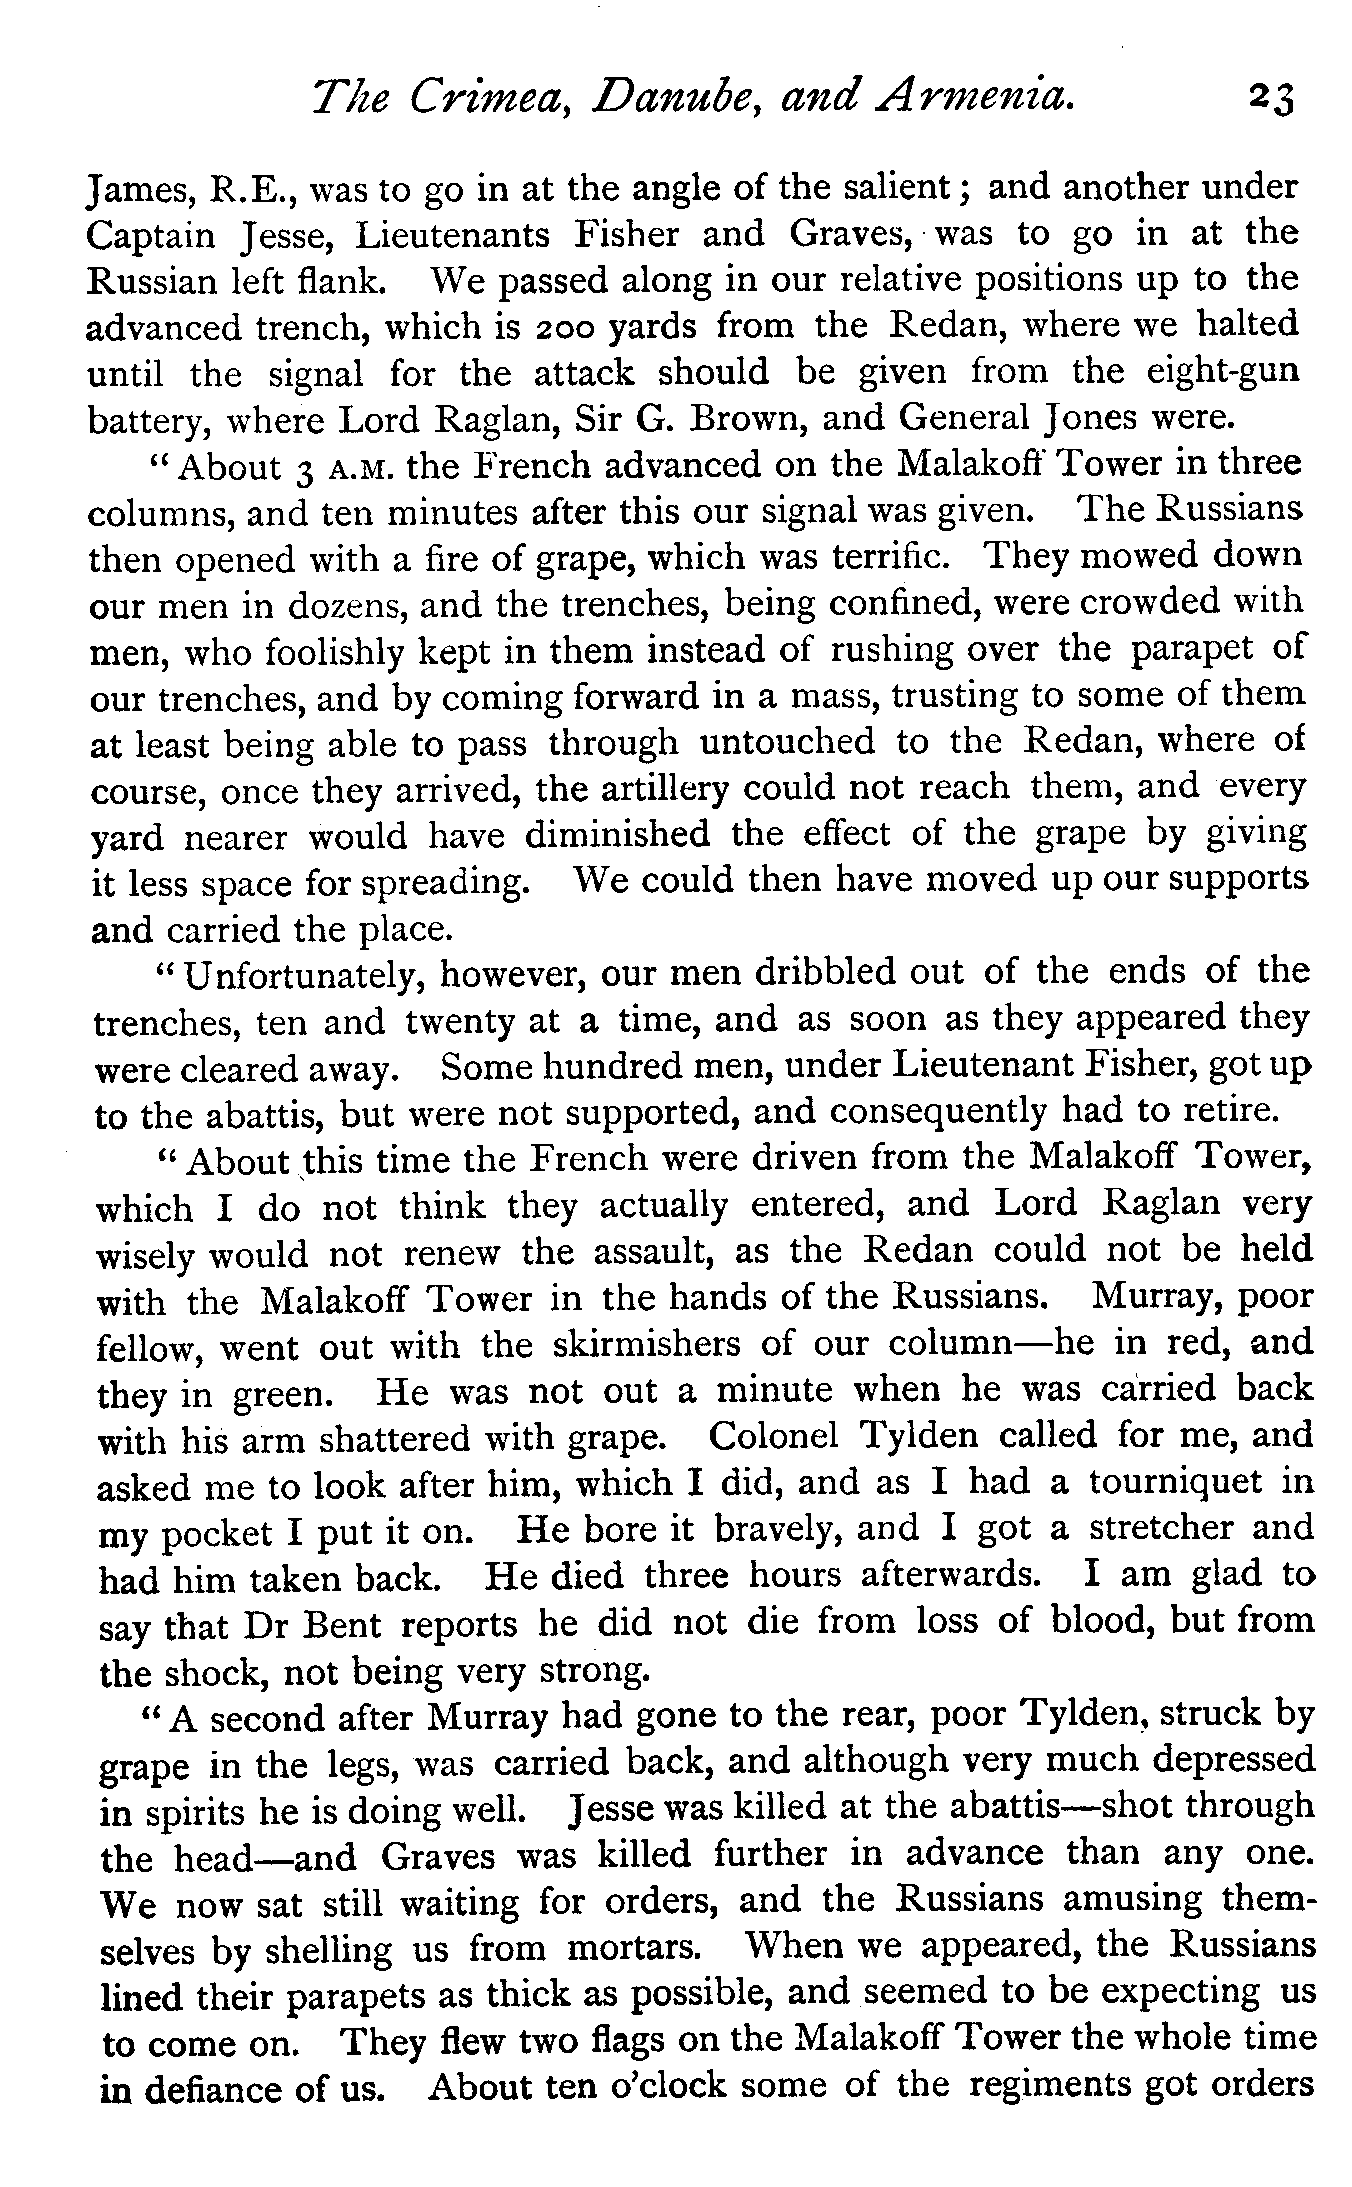 The Crimea, Danube, and Armenia. 23
James, R.E., was to go in at the angle of the salient ; and another under
Captain Jesse, Lieutenants Fisher and Graves, was to go in at the
Russian left flank. We passed along in our relative positions up to the
advanced trench, which is 200 yards from the Redan, where we halted
until the signal for the attack should be given from the eight-gun
battery, where Lord Raglan, Sir G. Brown, and General Jones were.
“ About 3 A.M. the French advanced on the Malakoff Tower in three
columns, and ten minutes after this our signal was given. The Russians
then opened with a fire of grape, which was terrific. They mowed down
our men in dozens, and the trenches, being confined, were crowded with
men, who foolishly kept in them instead of rushing over the parapet of
our trenches, and by coming forward in a mass, trusting to some of them
at least being able to pass through untouched to the Redan, where of
course, once they arrived, the artillery could not reach them, and every
yard nearer would have diminished the effect of the grape by giving
it less space for spreading. We could then have moved up our supports
and carried the place.
“ Unfortunately, however, our men dribbled out of the ends of the
trenches, ten and twenty at a time, and as soon as they appeared they
were cleared away. Some hundred men, under Lieutenant Fisher, got up
to the abattis, but were not supported, and consequently had to retire.
“ About this time the French were driven from the Malakoff Tower,
which I do not think they actually entered, and Lord Raglan very
wisely would not renew the assault, as the Redan could not be held
with the Malakoff Tower in the hands of the Russians. Murray, poor
fellow, went out with the skirmishers of our column—he in red, and
they in green. He was not out a minute when he was carried back
with his arm shattered with grape. Colonel Tylden called for me, and
asked me to look after him, which I did, and as I had a tourniquet in
my pocket I put it on. He bore it bravely, and I got a stretcher and
had him taken back. He died three hours afterwards. I am glad to
say that Dr Bent reports he did not die from loss of blood, but from
the shock, not being very strong.
“ A second after Murray had gone to the rear, poor Tylden, struck by
grape in the legs, was carried back, and although very much depressed
in spirits he is doing well. Jesse was killed at the abattis—shot through
the head—and Graves was killed further in advance than any one.
We now sat still waiting for orders, and the Russians amusing them-
selves by shelling us from mortars. When we appeared, the Russians
lined their parapets as thick as possible, and seemed to be expecting us
to come on. They flew two flags on the Malakoff Tower the whole time
in defiance of us. About ten o’clock some of the regiments got orders